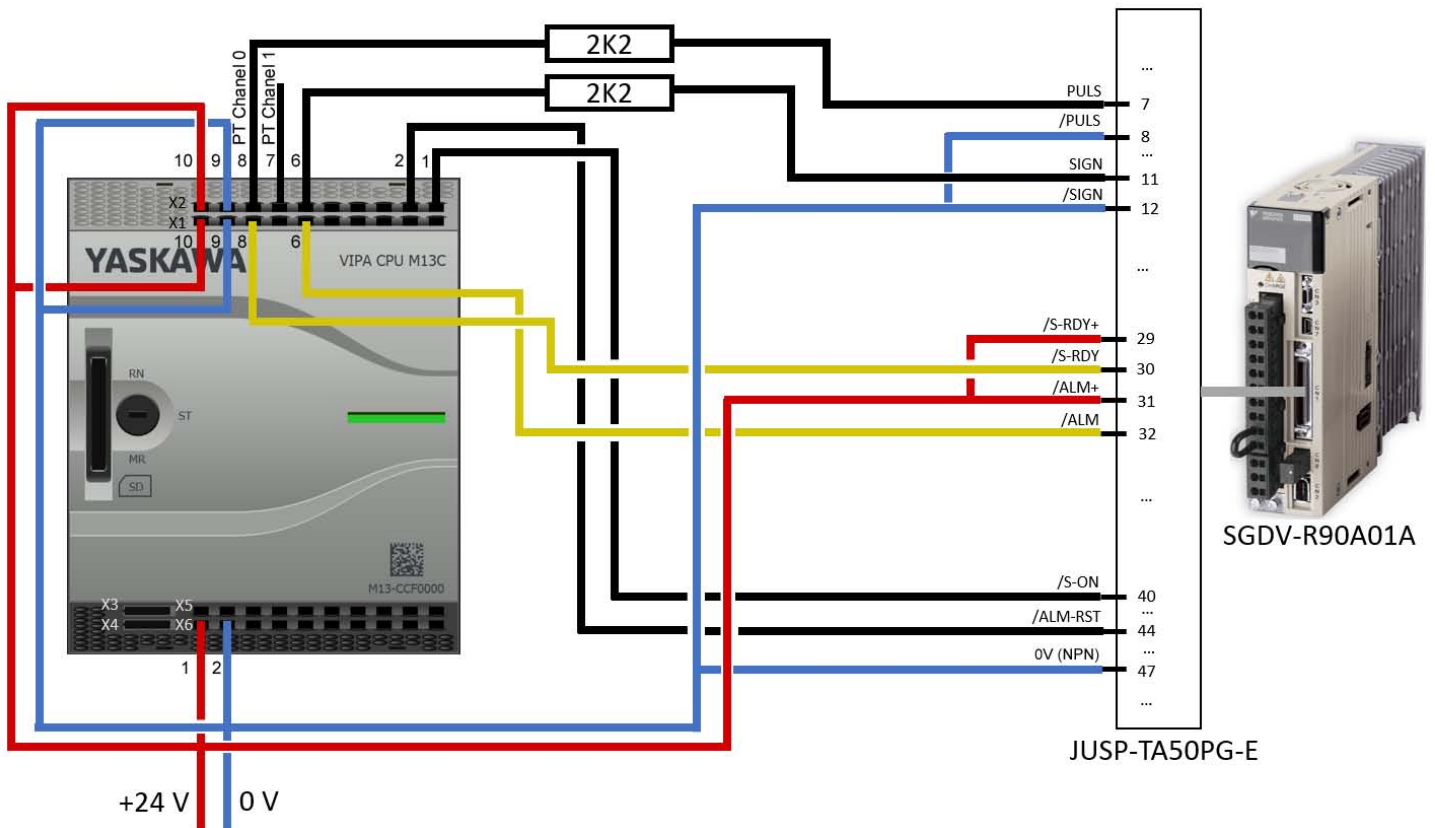 2K2
2K2
PT Channel 0
PT Channel 1
10 9 8 7 6 2 1
X2
X1
10 9 8 6
YASKAWA
VIPA CPU M13C
RN
ST
MR
SD
M13-CCF0000
X3 X5
X4 X6
1 2
+24 V 0 V
...
PULS 7
/PULS 8
...
SIGN 11
/SIGN 12
...
/S-RDY+ 29
/S-RDY 30
/ALM+ 31
/ALM 32
...
/S-ON 40
...
/ALM-RST 44
...
0V (NPN) 47
...
JUSP-TA50PG-E
CHARGE
SGDV-R90A01A